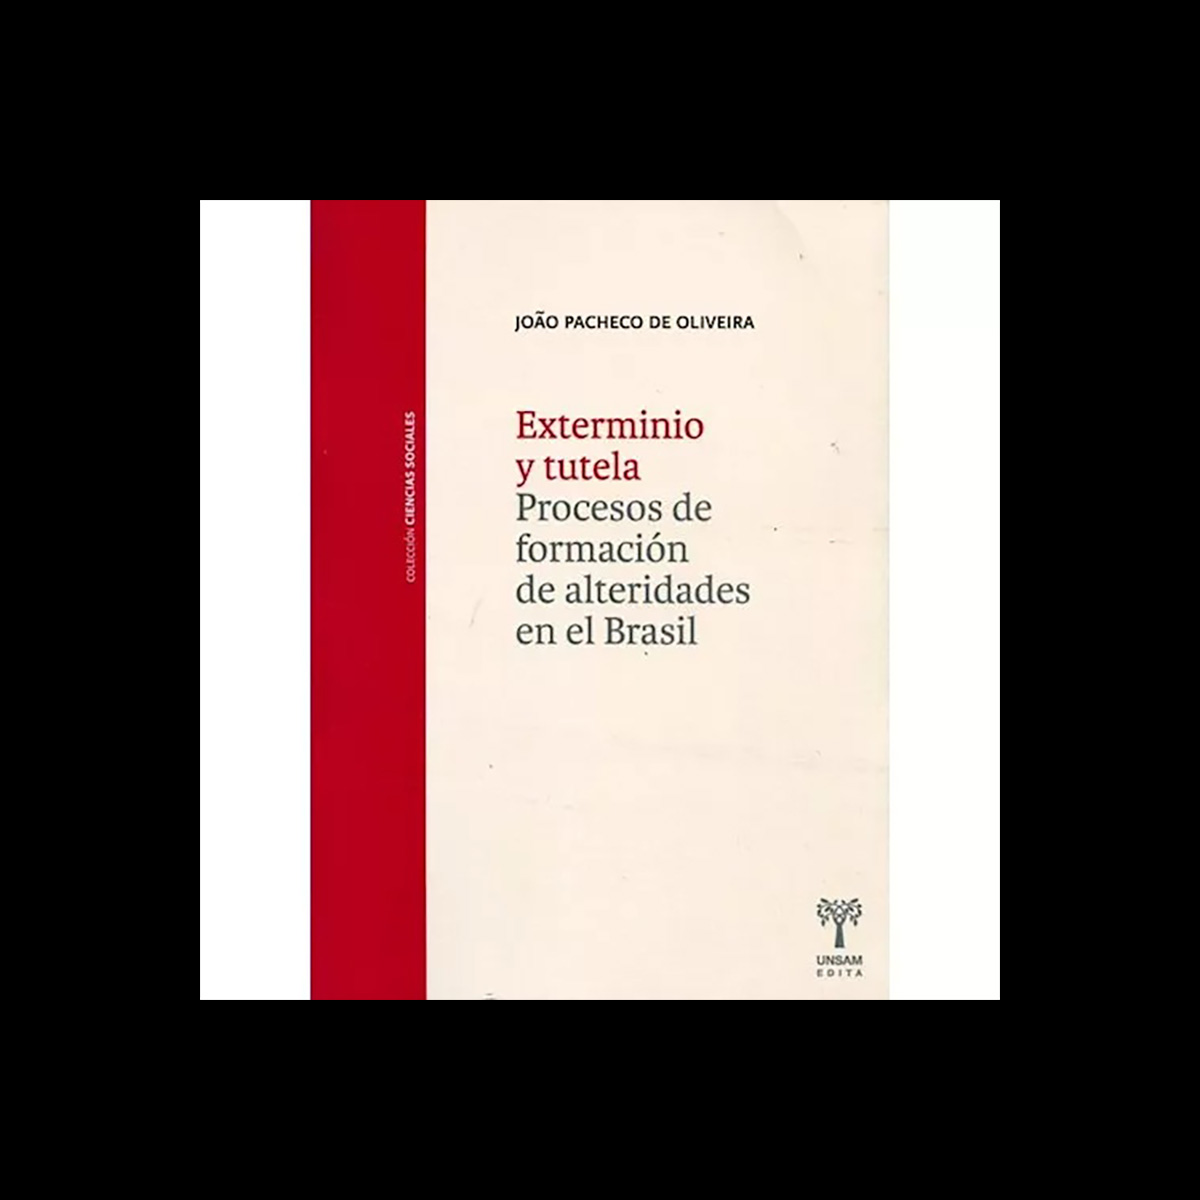 JOÃO PACHECO DE OLIVEIRA
Exterminio
y tutela
Procesos de
formación
de alteridades
en el Brasil
COLECCIÓN CIENCIAS SOCIALES
UNSAM
EDITA